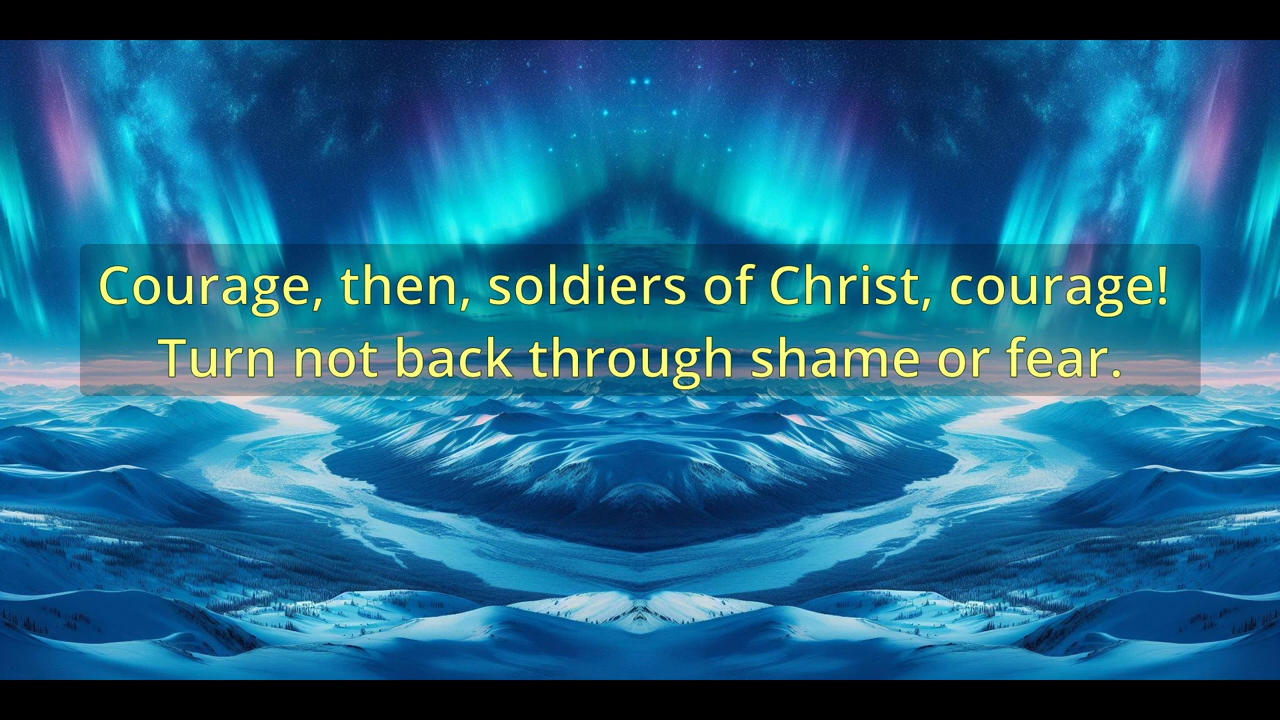 Courage, then, soldiers of Christ, courage!
Turn not back through shame or fear.